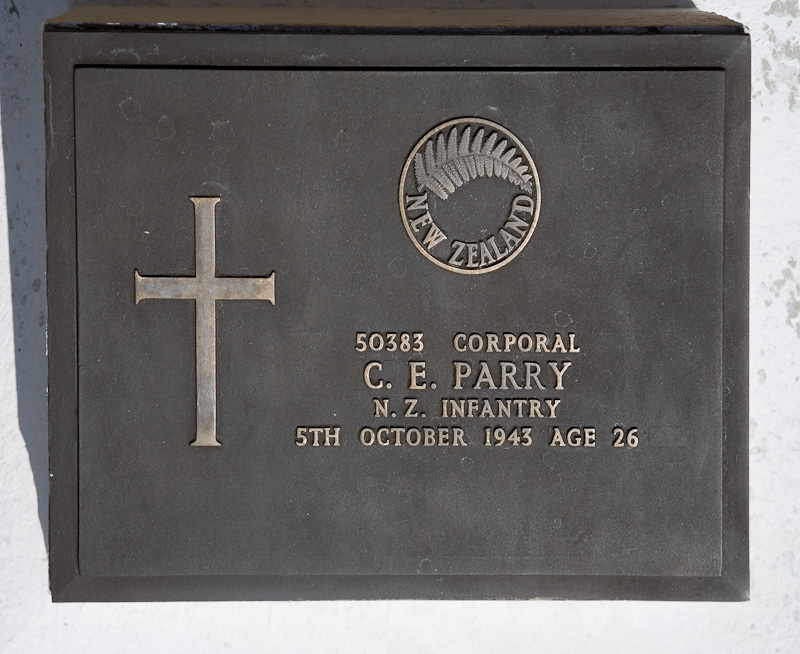 NEW ZEALAND
50383 CORPORAL
C. E. PARRY
N. Z. INFANTRY
5TH OCTOBER 1943 AGE 26